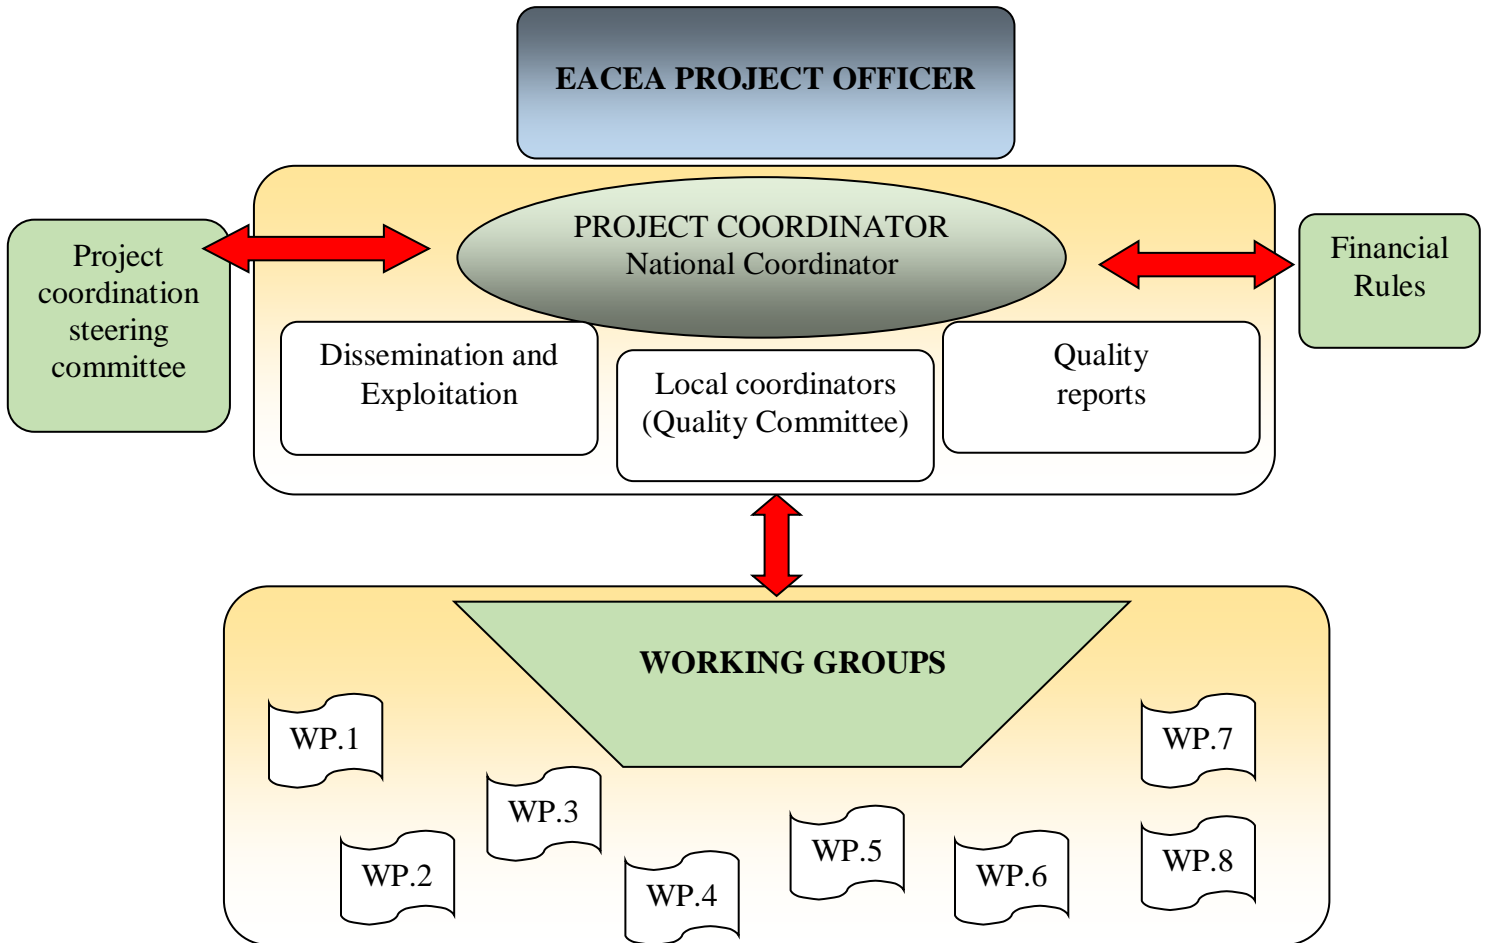 EACEA PROJECT OFFICER
PROJECT COORDINATOR
National Coordinator
Project
coordination
steering
committee
Financial
Rules
Dissemination and
Exploitation
Local coordinators
(Quality Committee)
Quality
reports
WORKING GROUPS
WP.1
WP.2
WP.3
WP.4
WP.5
WP.6
WP.7
WP.8